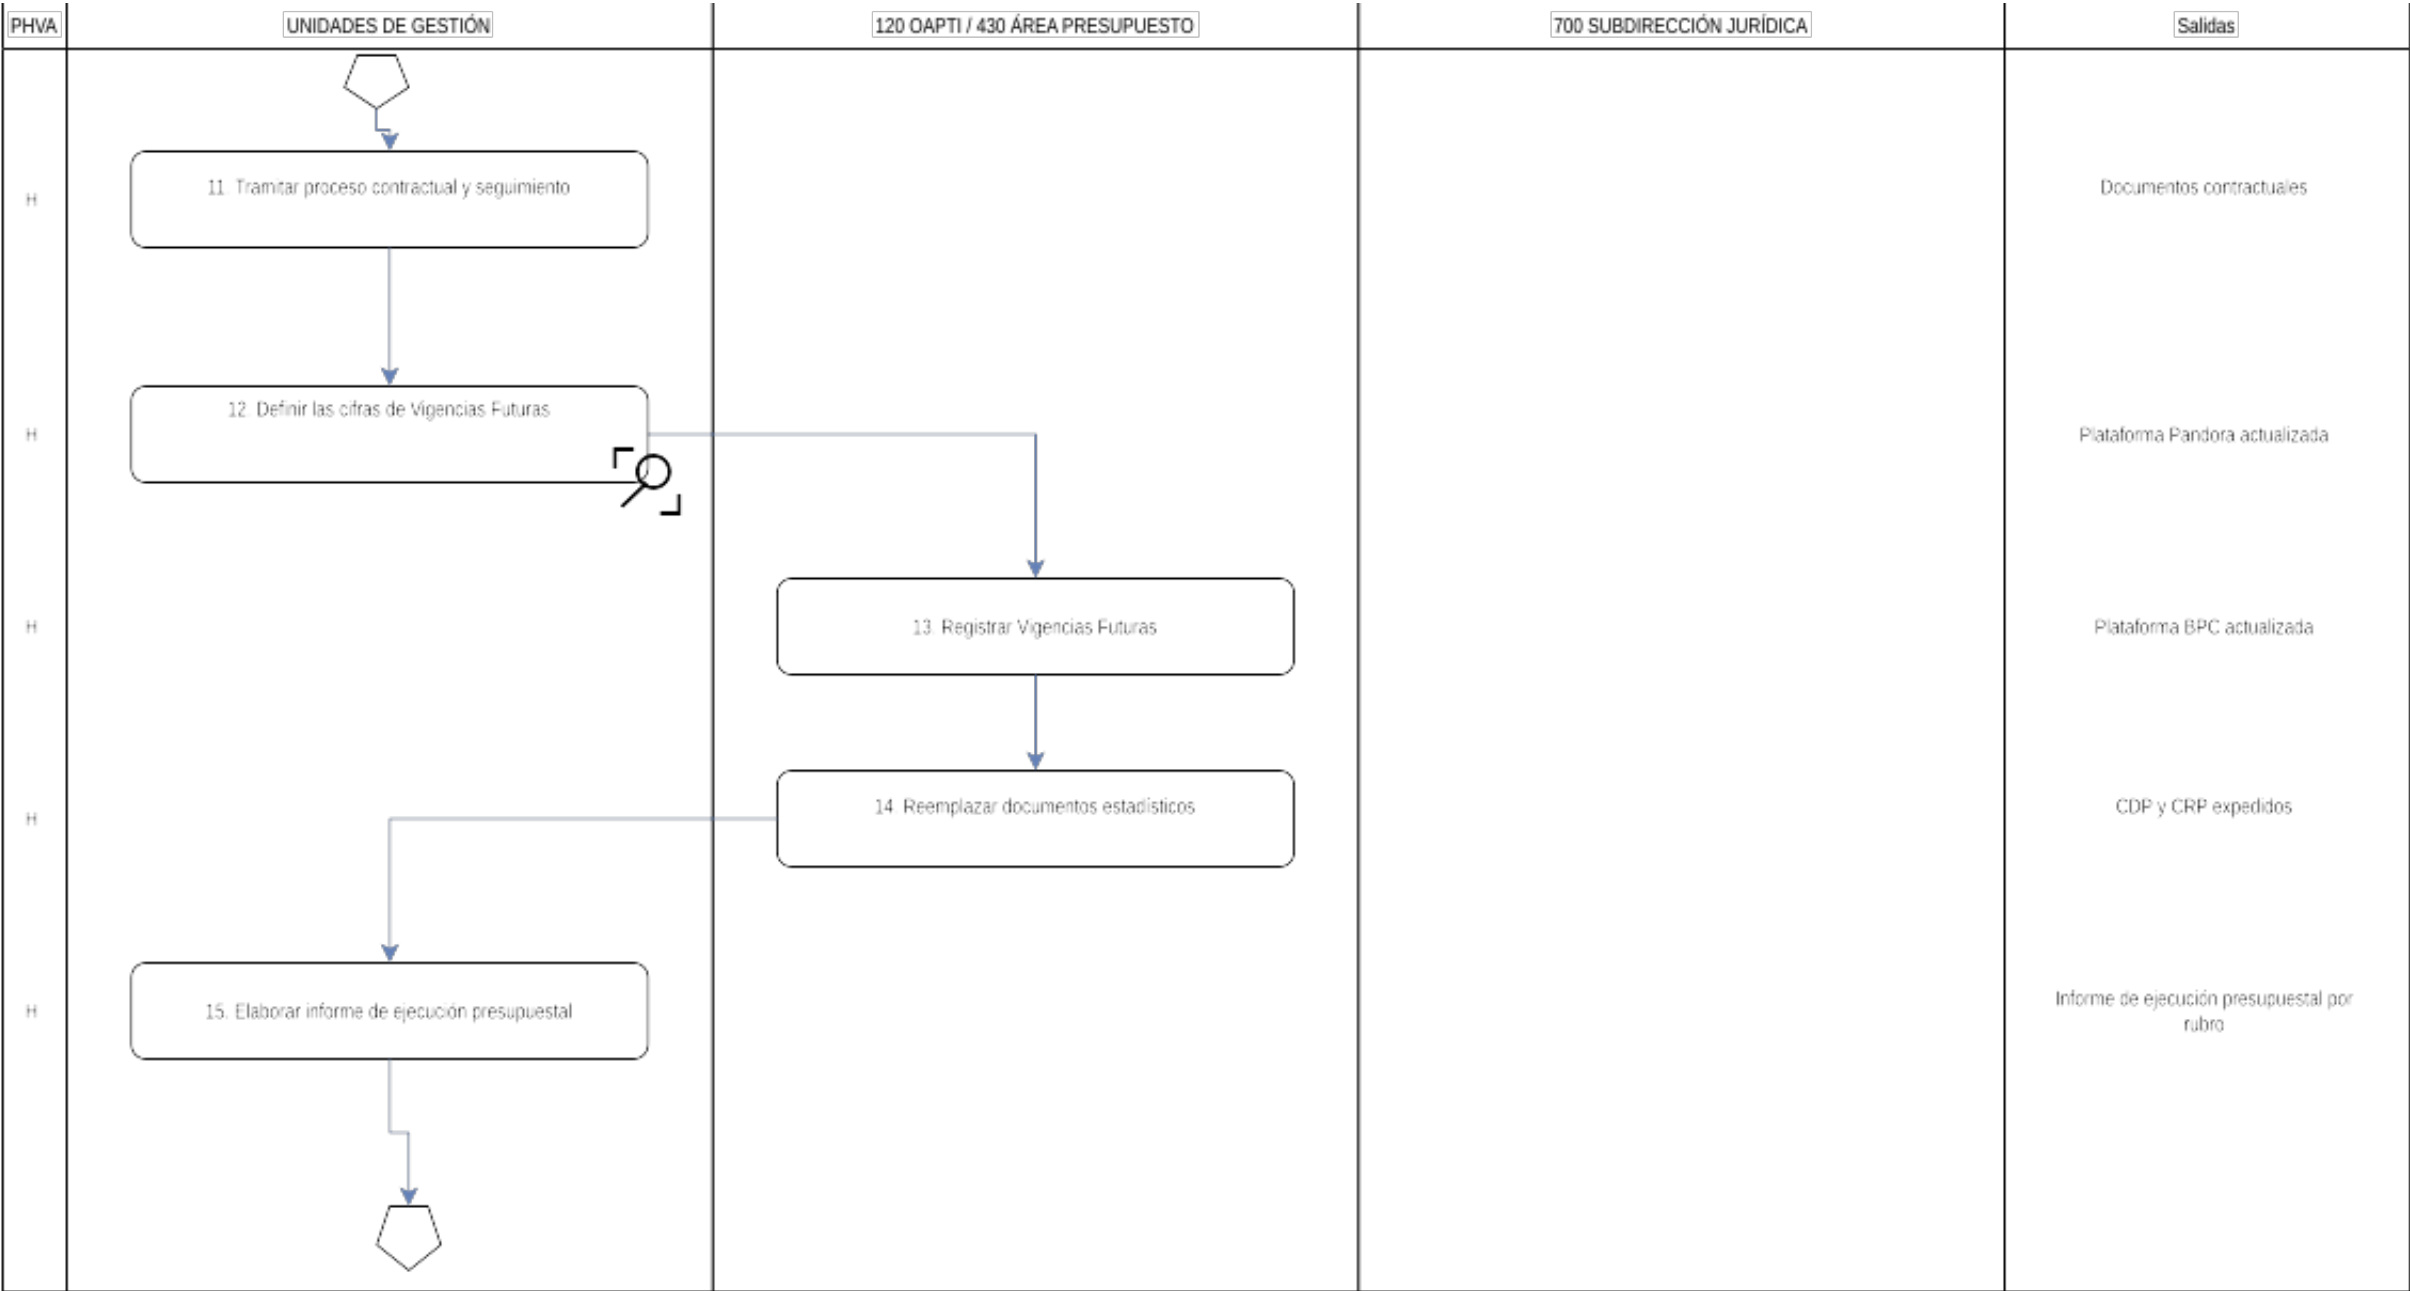 PHVA
UNIDADES DE GESTIÓN
120 OAPTI / 430 ÁREA PRESUPUESTO
700 SUBDIRECCIÓN JURÍDICA
Salidas
H
11. Tramitar proceso contractual y seguimiento
Documentos contractuales
H
12. Definir las cifras de Vigencias Futuras
Plataforma Pandora actualizada
H
13. Registrar Vigencias Futuras
Plataforma BPC actualizada
H
14. Reemplazar documentos estadísticos
CDP y CRP expedidos
H
15. Elaborar informe de ejecución presupuestal
Informe de ejecución presupuestal por
rubro